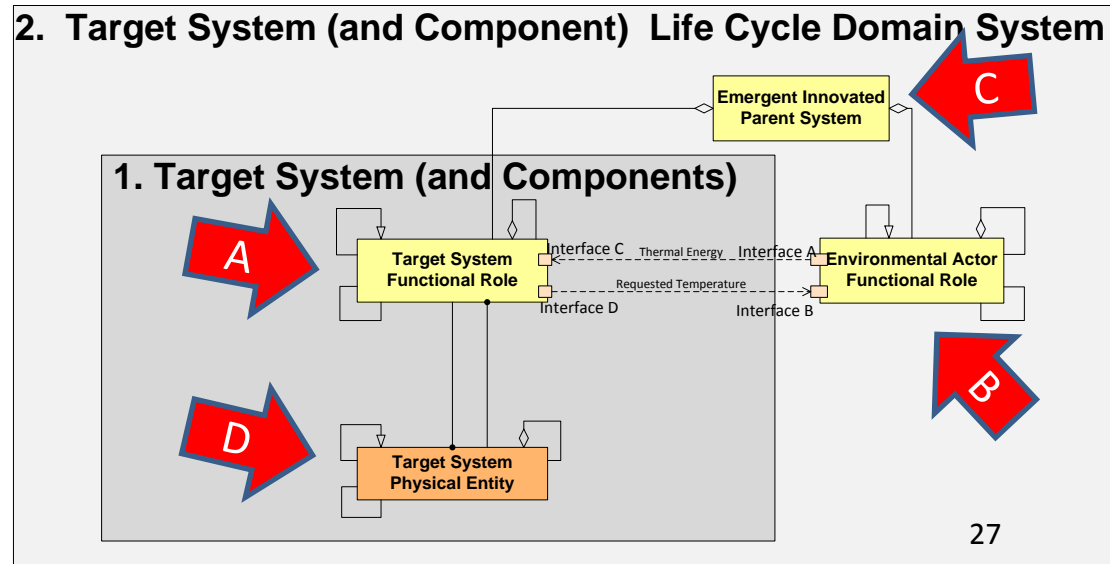 2. Target System (and Component) Life Cycle Domain System
C
Emergent Innovated
Parent System
1. Target System (and Components)
A
Target System
Functional Role
Interface C
Thermal Energy
Interface A
Environmental Actor
Functional Role
Requested Temperature
Interface D
Interface B
B
D
Target System
Physical Entity
27